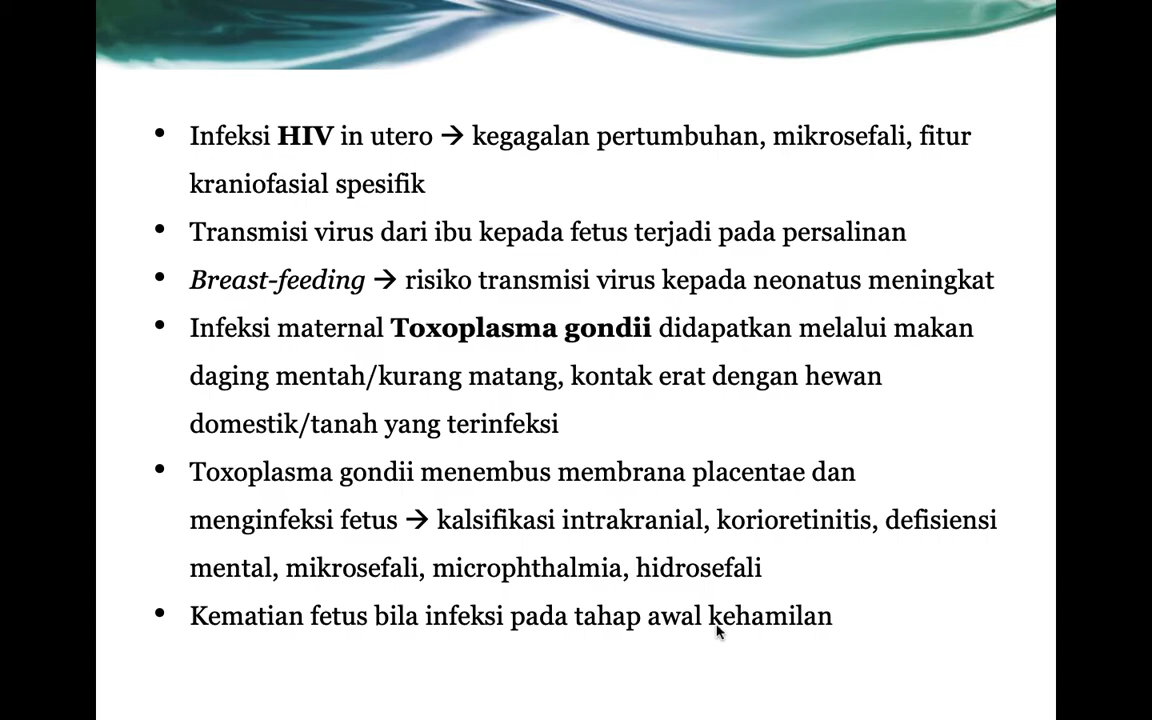 • Infeksi HIV in utero → kegagalan pertumbuhan, mikrosefali, fitur
kraniofasial spesifik
• Transmisi virus dari ibu kepada fetus terjadi pada persalinan
• Breast-feeding → risiko transmisi virus kepada neonatus meningkat
• Infeksi maternal Toxoplasma gondii didapatkan melalui makan
daging mentah/kurang matang, kontak erat dengan hewan
domestik/tanah yang terinfeksi
• Toxoplasma gondii menembus membrana placentae dan
menginfeksi fetus → kalsifikasi intrakranial, korioretinitis, defisiensi
mental, mikrosefali, microphthalmia, hidrosefali
• Kematian fetus bila infeksi pada tahap awal kehamilan